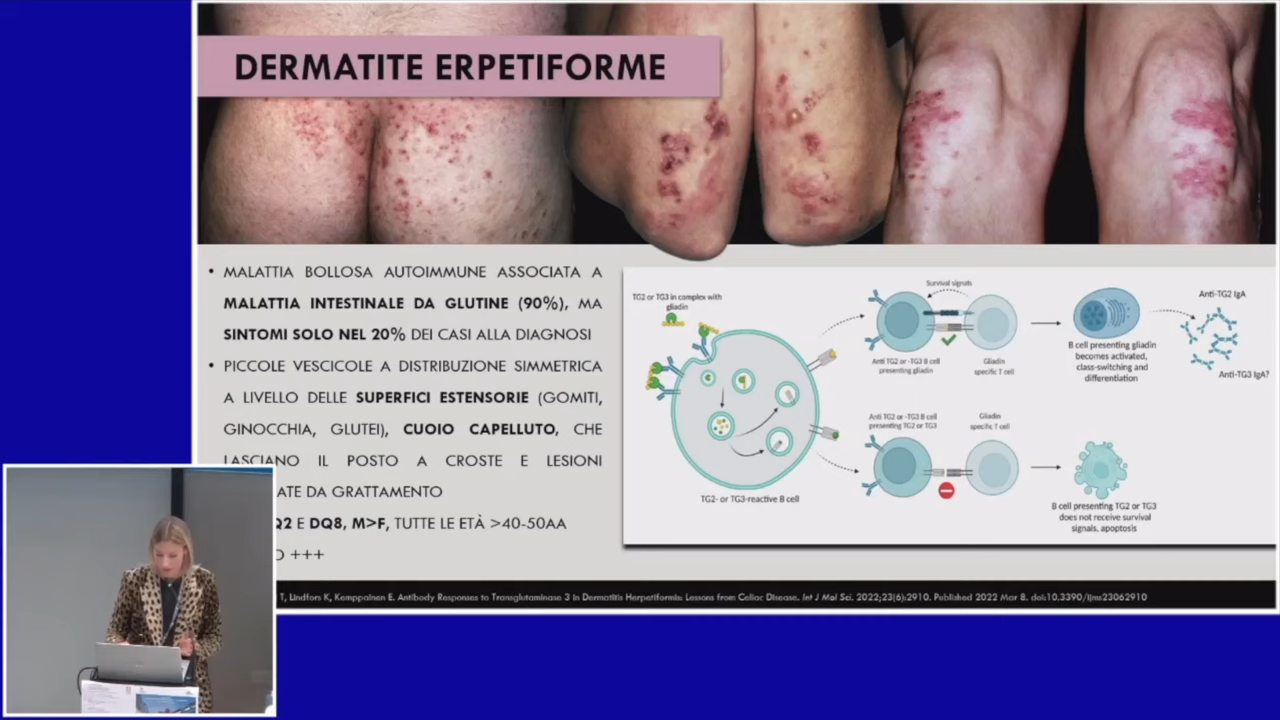 DERMATITE ERPETIFORME
• MALATTIA BOLLOSA AUTOIMMUNE ASSOCIATA A
MALATTIA INTESTINALE DA GLUTINE (90%), MA
SINTOMI SOLO NEL 20% DEI CASI ALLA DIAGNOSI
• PICCOLE VESCICOLE A DISTRIBUZIONE SIMMETRICA
A LIVELLO DELLE SUPERFICI ESTENSORIE (GOMITI,
GINOCCHIA, GLUTEI), CUOIO CAPELLUTO, CHE
LASCIANO IL POSTO A CROSTE E LESIONI
ATE DA GRATTAMENTO
Q2 E DQ8, M>F, TUTTE LE ETÀ >40-50AA
O +++
TG2 or TG3 in complex with
gliadin
TG2- or TG3-reactive B cell
Survival signals
Anti TG2 or -TG3 B cell
presenting gliadin
Gliadin
specific T cell
B cell presenting gliadin
becomes activated,
class-switching and
differentiation
Anti-TG2 IgA
Anti-TG3 IgA?
Anti TG2 or -TG3 B cell
presenting TG2 or TG3
Gliadin
specific T cell
B cell presenting TG2 or TG3
does not receive survival
signals, apoptosis
T, Lindfors K, Kemppainen E. Antibody Responses to Transglutaminase 3 in Dermatitis Herpetiformis: Lessons from Celiac Disease. Int J Mol Sci. 2022;23(6):2910. Published 2022 Mar 8. doi:10.3390/ijms23062910